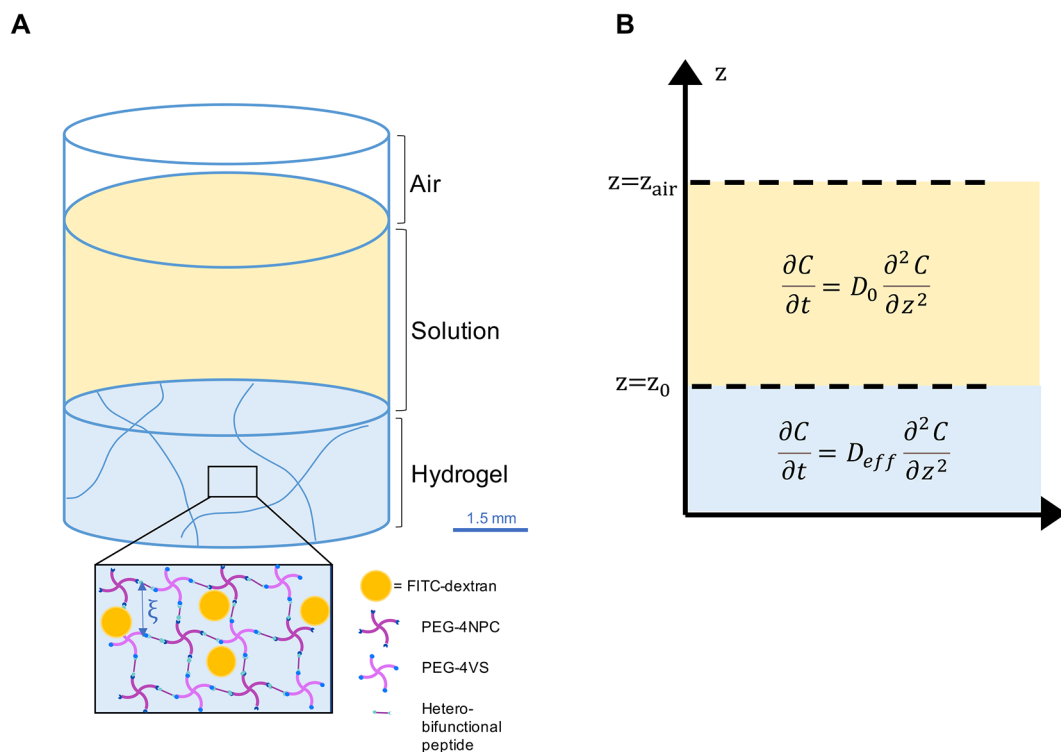 A
Air
Solution
Hydrogel
1.5 mm
ξ
= FITC-dextran
PEG-4NPC
PEG-4VS
Hetero-
bifunctional
peptide
B
z
z=z_air
∂C/∂t = D_0 ∂²C/∂z²
z=z_0
∂C/∂t = D_eff ∂²C/∂z²